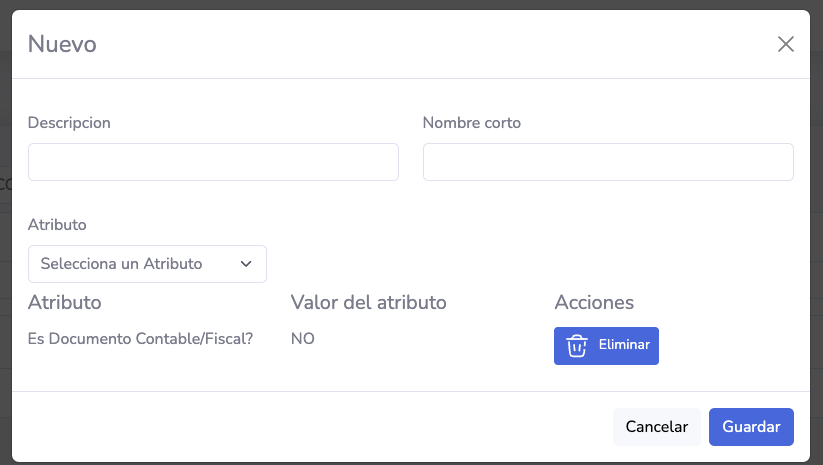 Nuevo
Descripcion
Nombre corto
Atributo
Selecciona un Atributo
Atributo Valor del atributo Acciones
Es Documento Contable/Fiscal? NO Eliminar
Cancelar Guardar